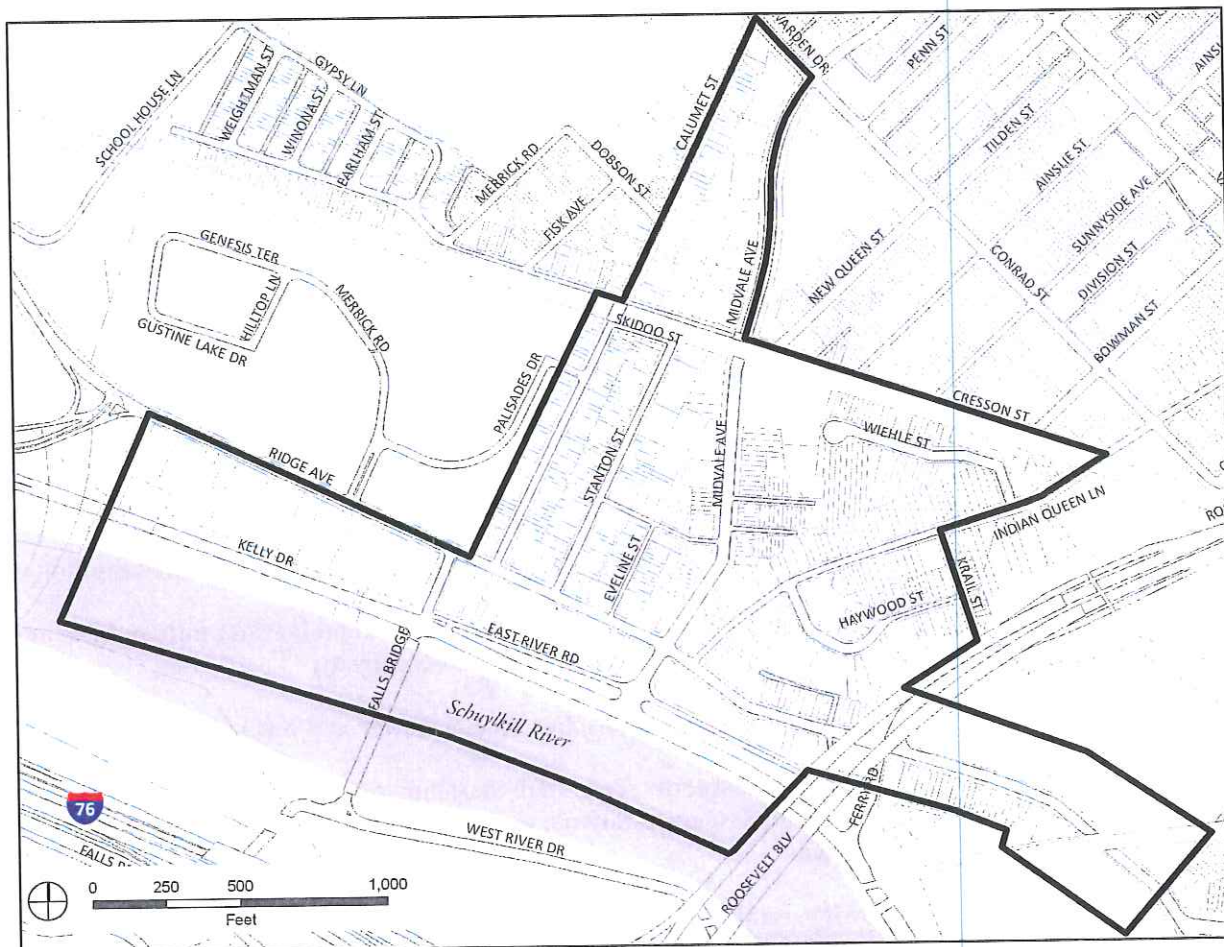 VARDEN DR
PENN ST
SCHOOL HOUSE LN
WEIGHTMAN ST
GYPSY LN
WINONA ST
EARLHAM ST
CALUMET ST
TILDEN ST
AINSLIE ST
SUNNYSIDE AVE
MERRICK RD
DOBSON ST
FISK AVE
GENESIS TER
HILLTOP LN
MERRICK RD
GUSTINE LAKE DR
MIDVALE AVE
NEW QUEEN ST
CONRAD ST
DIVISION ST
BOWMAN ST
SKIDOO ST
PALISADES DR
CRESSON ST
WIEHLE ST
STANTON ST
MIDVALE AVE
RIDGE AVE
INDIAN QUEEN LN
KELLY DR
EVELINE ST
KRAIL ST
HAYWOOD ST
EAST RIVER RD
FALLS BRIDGE
Schuylkill River
76
FERRY RD
WEST RIVER DR
ROOSEVELT BLV
FALLS
0 250 500 1,000
Feet